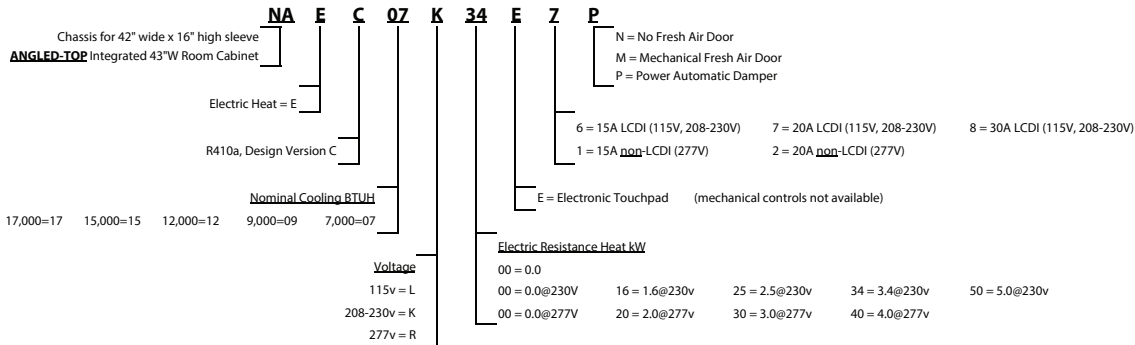 NA E C 07 K 34 E 7 P
Chassis for 42" wide x 16" high sleeve
ANGLED-TOP Integrated 43"W Room Cabinet
N = No Fresh Air Door
M = Mechanical Fresh Air Door
P = Power Automatic Damper
Electric Heat = E
6 = 15A LCDI (115V, 208-230V) 7 = 20A LCDI (115V, 208-230V) 8 = 30A LCDI (115V, 208-230V)
1 = 15A non-LCDI (277V) 2 = 20A non-LCDI (277V)
R410a, Design Version C
Nominal Cooling BTUH
17,000=17 15,000=15 12,000=12 9,000=09 7,000=07
E = Electronic Touchpad (mechanical controls not available)
Electric Resistance Heat kW
00 = 0.0
00 = 0.0@230V 16 = 1.6@230v 25 = 2.5@230v 34 = 3.4@230v 50 = 5.0@230v
00 = 0.0@277V 20 = 2.0@277v 30 = 3.0@277v 40 = 4.0@277v
Voltage
115v = L
208-230v = K
277v = R